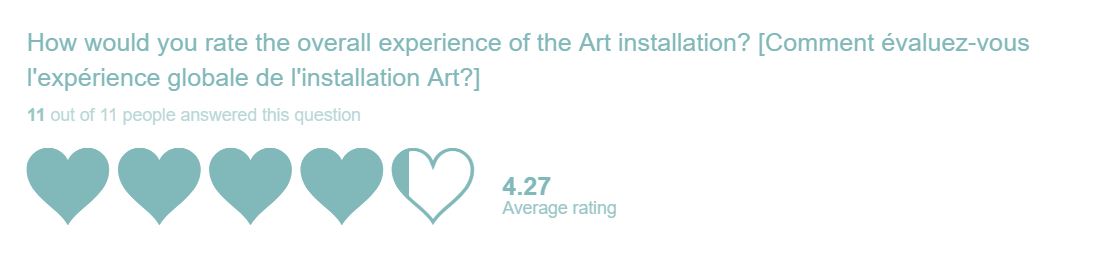 How would you rate the overall experience of the Art installation? [Comment évaluez-vous
l'expérience globale de l'installation Art?]
11 out of 11 people answered this question
4.27
Average rating